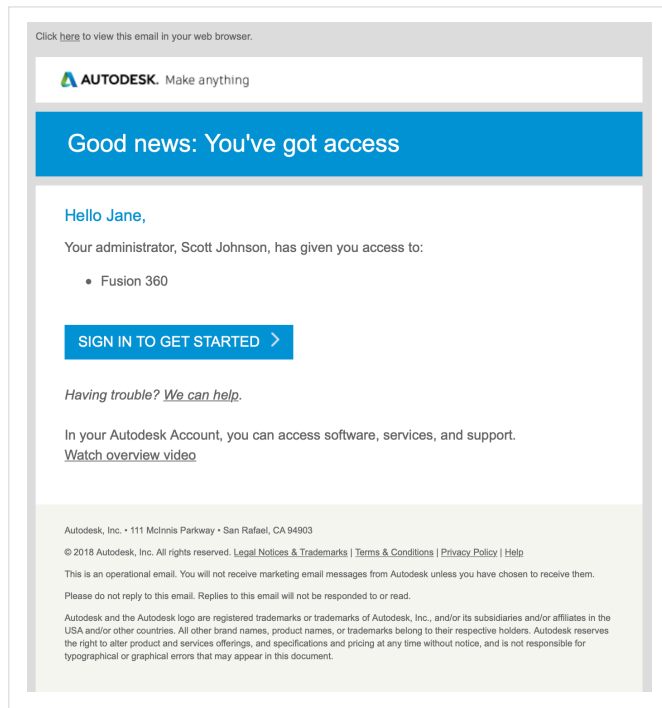 Click here to view this email in your web browser.
AUTODESK. Make anything
Good news: You've got access
Hello Jane,
Your administrator, Scott Johnson, has given you access to:
• Fusion 360
SIGN IN TO GET STARTED >
Having trouble? We can help.
In your Autodesk Account, you can access software, services, and support.
Watch overview video
Autodesk, Inc. • 111 McInnis Parkway • San Rafael, CA 94903
© 2018 Autodesk, Inc. All rights reserved. Legal Notices & Trademarks | Terms & Conditions | Privacy Policy | Help
This is an operational email. You will not receive marketing email messages from Autodesk unless you have chosen to receive them.
Please do not reply to this email. Replies to this email will not be responded to or read.
Autodesk and the Autodesk logo are registered trademarks or trademarks of Autodesk, Inc., and/or its subsidiaries and/or affiliates in the
USA and/or other countries. All other brand names, product names, or trademarks belong to their respective holders. Autodesk reserves
the right to alter product and services offerings, and specifications and pricing at any time without notice, and is not responsible for
typographical or graphical errors that may appear in this document.